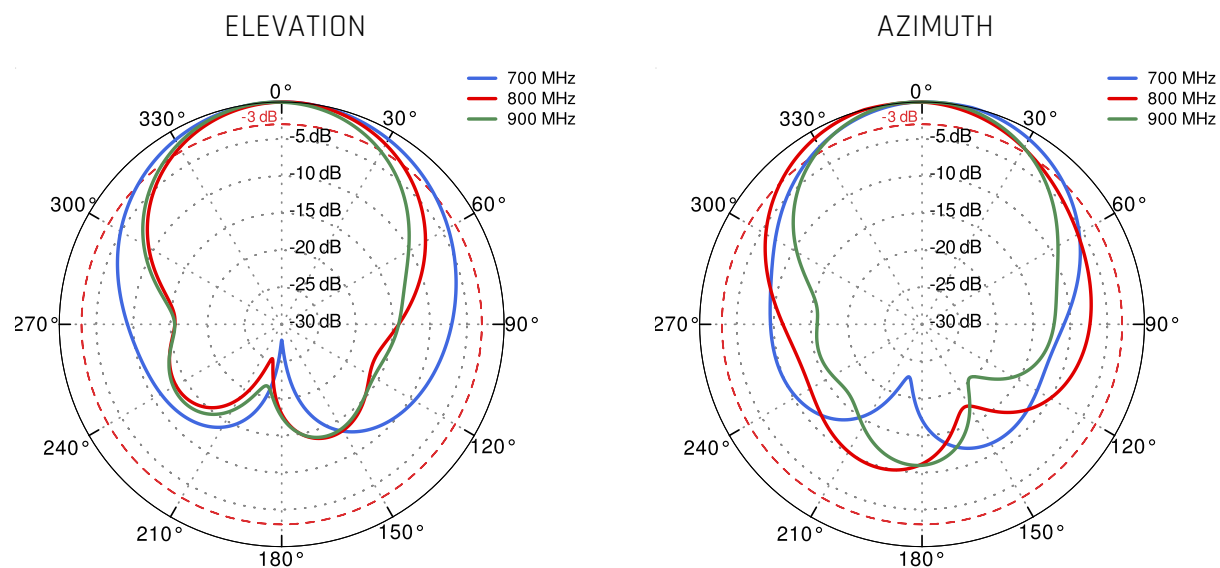 ELEVATION
700 MHz
800 MHz
900 MHz
0°
330°
30°
-3 dB
-5 dB
-10 dB
300°
60°
-15 dB
-20 dB
-25 dB
270°
-30 dB
90°
240°
120°
210°
150°
180°
AZIMUTH
700 MHz
800 MHz
900 MHz
0°
330°
30°
-3 dB
-5 dB
-10 dB
300°
60°
-15 dB
-20 dB
-25 dB
270°
-30 dB
90°
240°
120°
210°
150°
180°